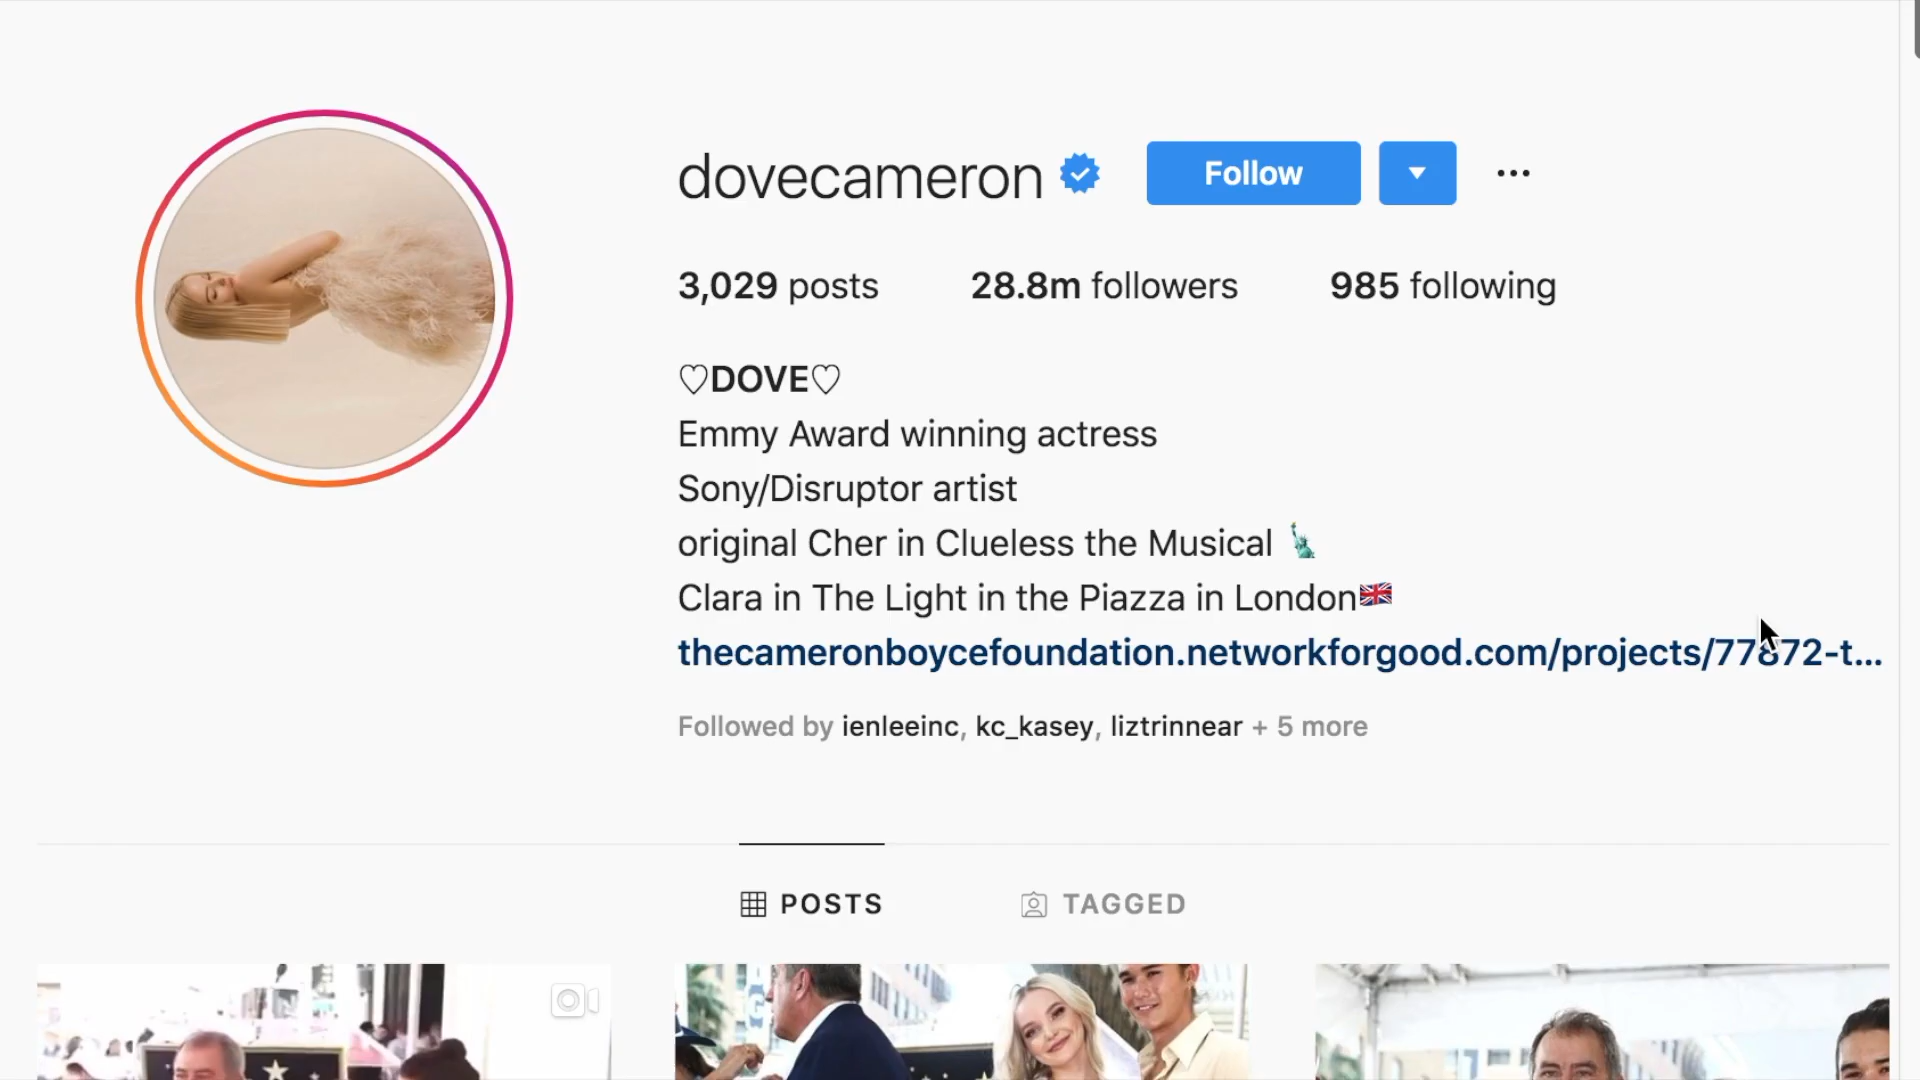 dovecameron Follow
3,029 posts 28.8m followers 985 following
♡DOVE♡
Emmy Award winning actress
Sony/Disruptor artist
original Cher in Clueless the Musical 🗽
Clara in The Light in the Piazza in London🇬🇧
thecameronboycefoundation.networkforgood.com/projects/77872-t...
Followed by ienleeinc, kc_kasey, liztrinnear + 5 more
POSTS TAGGED